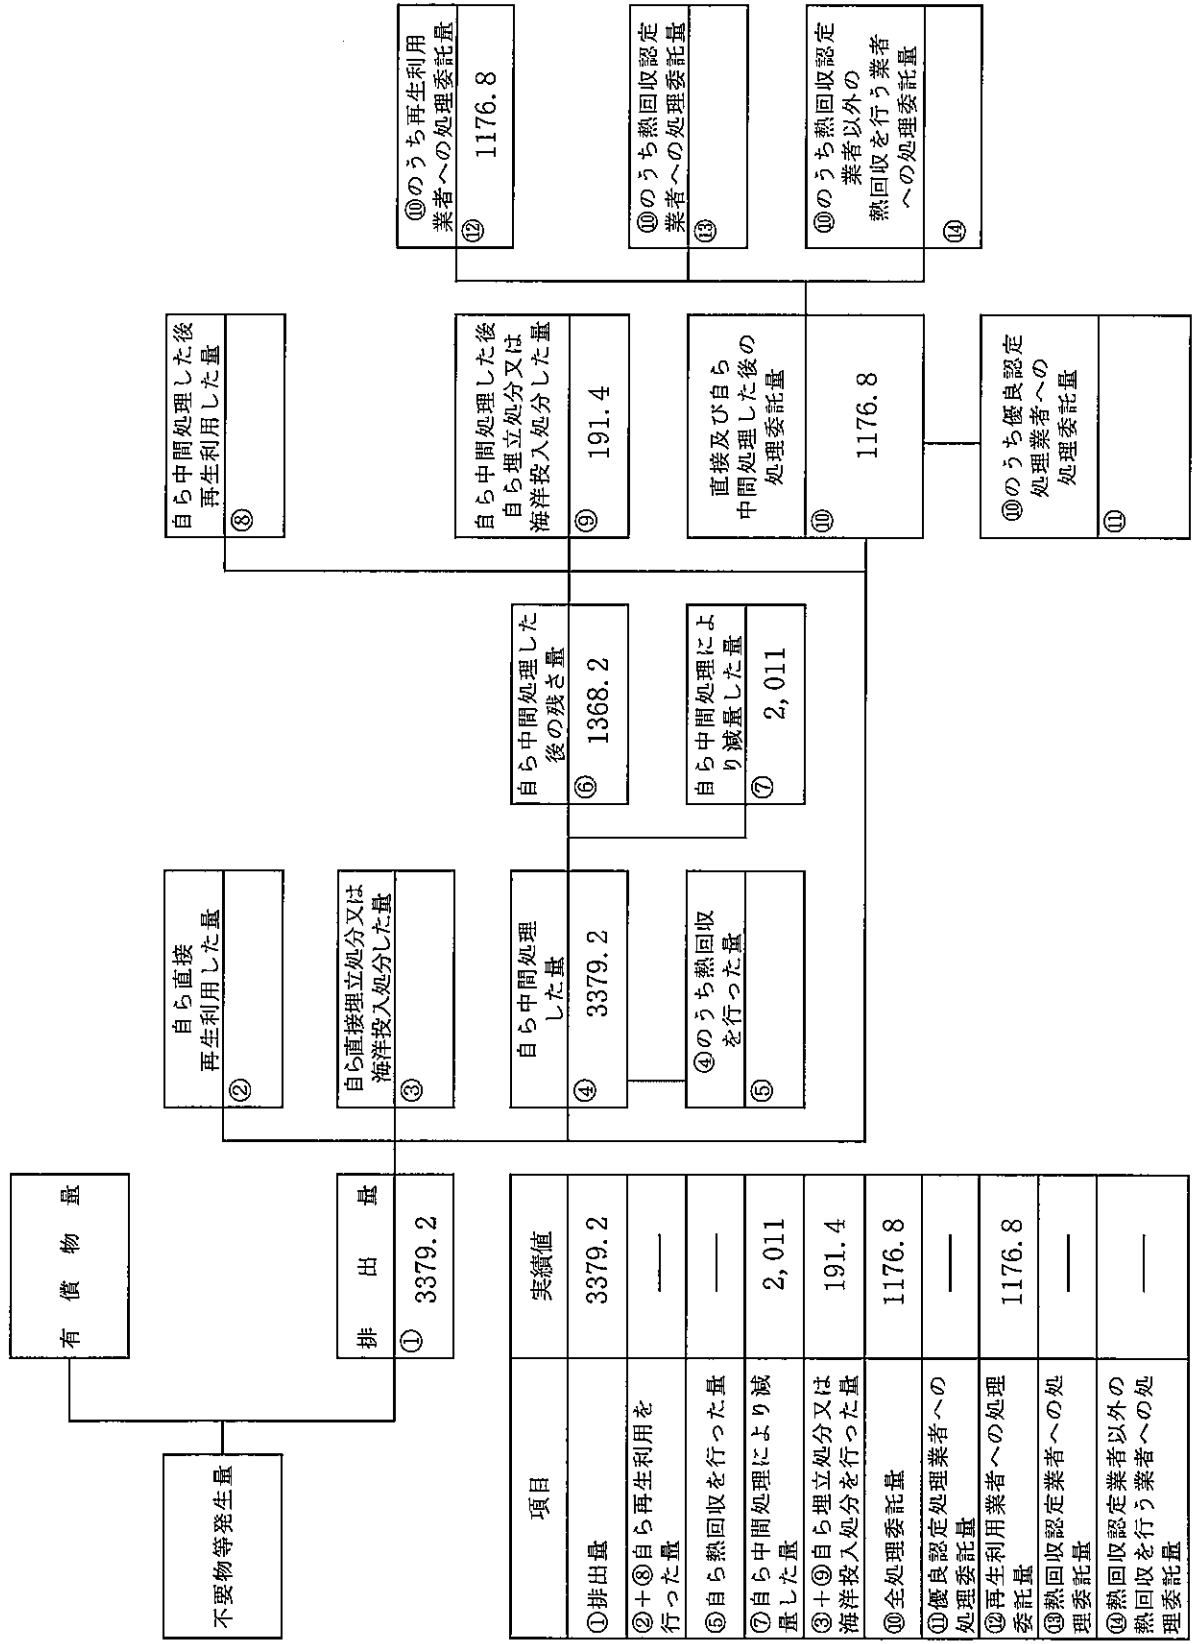 不要物等発生量
有償物量
排出量
① 3379.2
自ら直接
再生利用した量
②
自ら直接埋立処分又は
海洋投入処分した量
③
自ら中間処理
した量
④ 3379.2
④のうち熱回収
を行った量
⑤
自ら中間処理した
後の残さ量
⑥ 1368.2
自ら中間処理によ
り減量した量
⑦ 2,011
自ら中間処理した後
再生利用した量
⑧
自ら中間処理した後
自ら埋立処分又は
海洋投入処分した量
⑨ 191.4
直接及び自ら
中間処理した後の
処理委託量
⑩ 1176.8
⑩のうち優良認定
処理業者への
処理委託量
⑪
⑩のうち再生利用
業者への処理委託量
⑫ 1176.8
⑩のうち熱回収認定
業者への処理委託量
⑬
⑩のうち熱回収認定
業者以外の
熱回収を行う業者
への処理委託量
⑭
項目 実績値
①排出量 3379.2
②+⑧自ら再生利用を
行った量 ―
⑤自ら熱回収を行った量 ―
⑦自ら中間処理により減
量した量 2,011
③+⑨自ら埋立処分又は
海洋投入処分を行った量 191.4
⑩全処理委託量 1176.8
⑪優良認定処理業者への
処理委託量 ―
⑫再生利用業者への処理
委託量 1176.8
⑬熱回収認定業者への処
理委託量 ―
⑭熱回収認定業者以外の
熱回収を行う業者への処
理委託量 ―